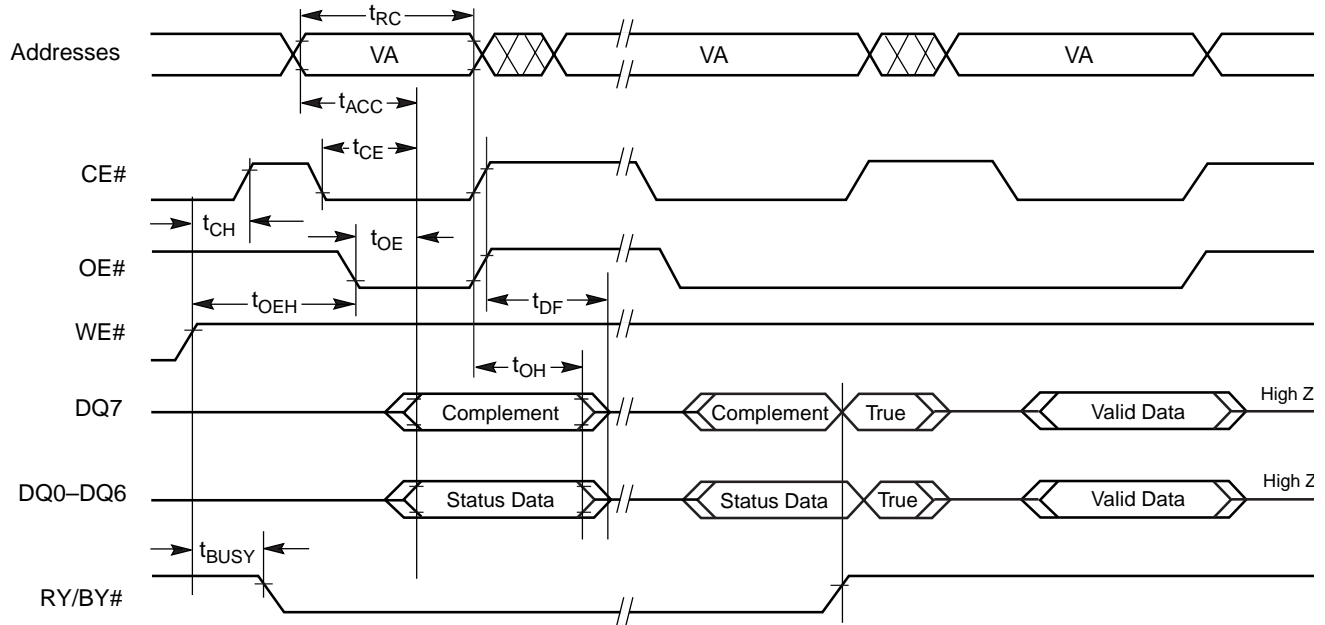 tRC
Addresses VA VA VA
tACC
tCE
CE#
tCH
tOE
OE#
tOEH tDF
WE#
tOH
DQ7 Complement Complement True Valid Data High Z
DQ0–DQ6 Status Data Status Data True Valid Data High Z
tBUSY
RY/BY#